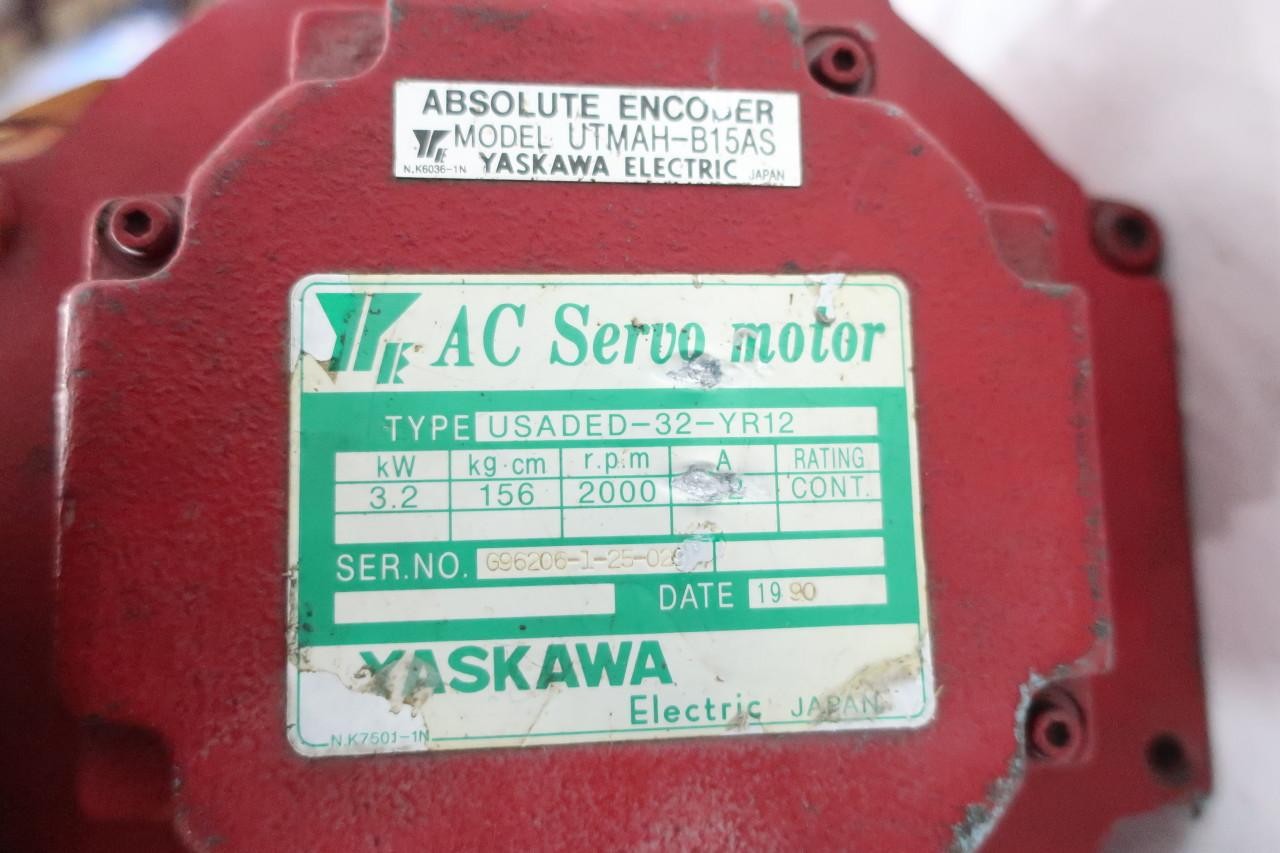 ABSOLUTE ENCODER
MODEL UTMAH-B15AS
N.K6036-1N YASKAWA ELECTRIC JAPAN
AC Servo motor
TYPE USADED-32-YR12
kW kg·cm r.p.m A RATING
3.2 156 2000 CONT.
SER.NO.
DATE 1990
YASKAWA
Electric JAPAN
N.K7501-1N